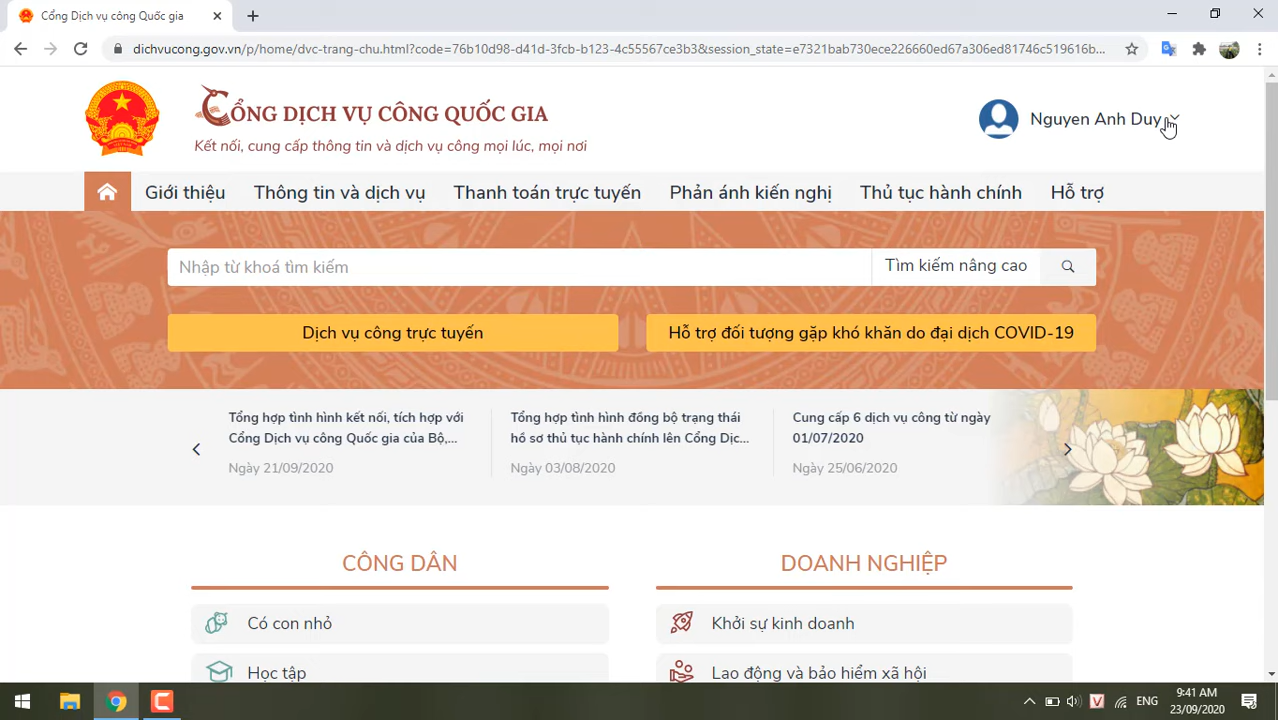 Cổng Dịch vụ công Quốc gia
dichvucong.gov.vn/p/home/dvc-trang-chu.html?code=76b10d98-d41d-3fcb-b123-4c55567ce3b3&session_state=e7321bab730ece226660ed67a306ed81746c519616b...
CỔNG DỊCH VỤ CÔNG QUỐC GIA
Kết nối, cung cấp thông tin và dịch vụ công mọi lúc, mọi nơi
Nguyen Anh Duy
Giới thiệu Thông tin và dịch vụ Thanh toán trực tuyến Phản ánh kiến nghị Thủ tục hành chính Hỗ trợ
Nhập từ khoá tìm kiếm Tìm kiếm nâng cao
Dịch vụ công trực tuyến Hỗ trợ đối tượng gặp khó khăn do đại dịch COVID-19
Tổng hợp tình hình kết nối, tích hợp với
Cổng Dịch vụ công Quốc gia của Bộ,...
Ngày 21/09/2020
Tổng hợp tình hình đồng bộ trạng thái
hồ sơ thủ tục hành chính lên Cổng Dịc...
Ngày 03/08/2020
Cung cấp 6 dịch vụ công từ ngày
01/07/2020
Ngày 25/06/2020
CÔNG DÂN
Có con nhỏ
Học tập
DOANH NGHIỆP
Khởi sự kinh doanh
Lao động và bảo hiểm xã hội
V ENG
9:41 AM
23/09/2020